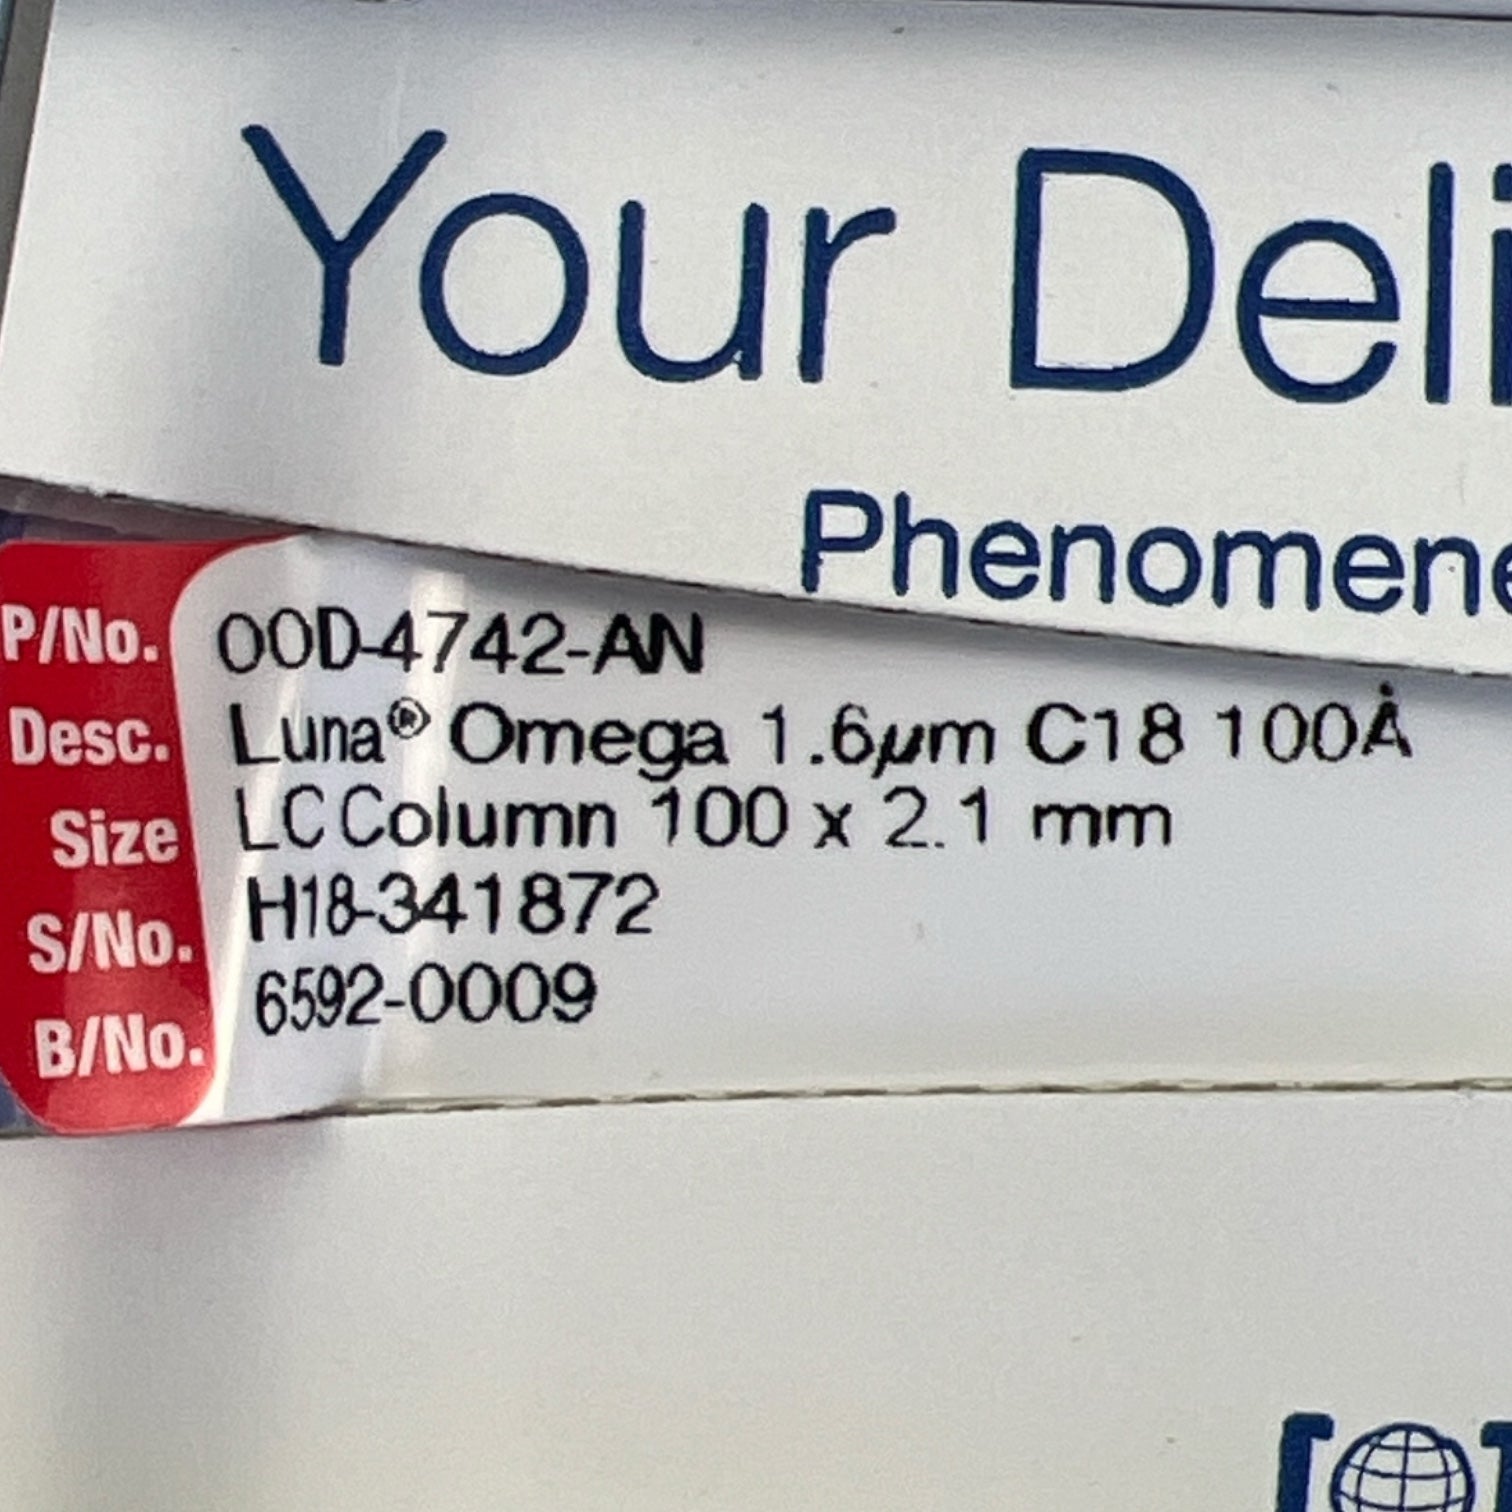 Your Deli
Phenomene
P/No. 00D-4742-AN
Desc. Luna® Omega 1.6µm C18 100Å
Size LC Column 100 x 2.1 mm
S/No. H18-341872
B/No. 6592-0009